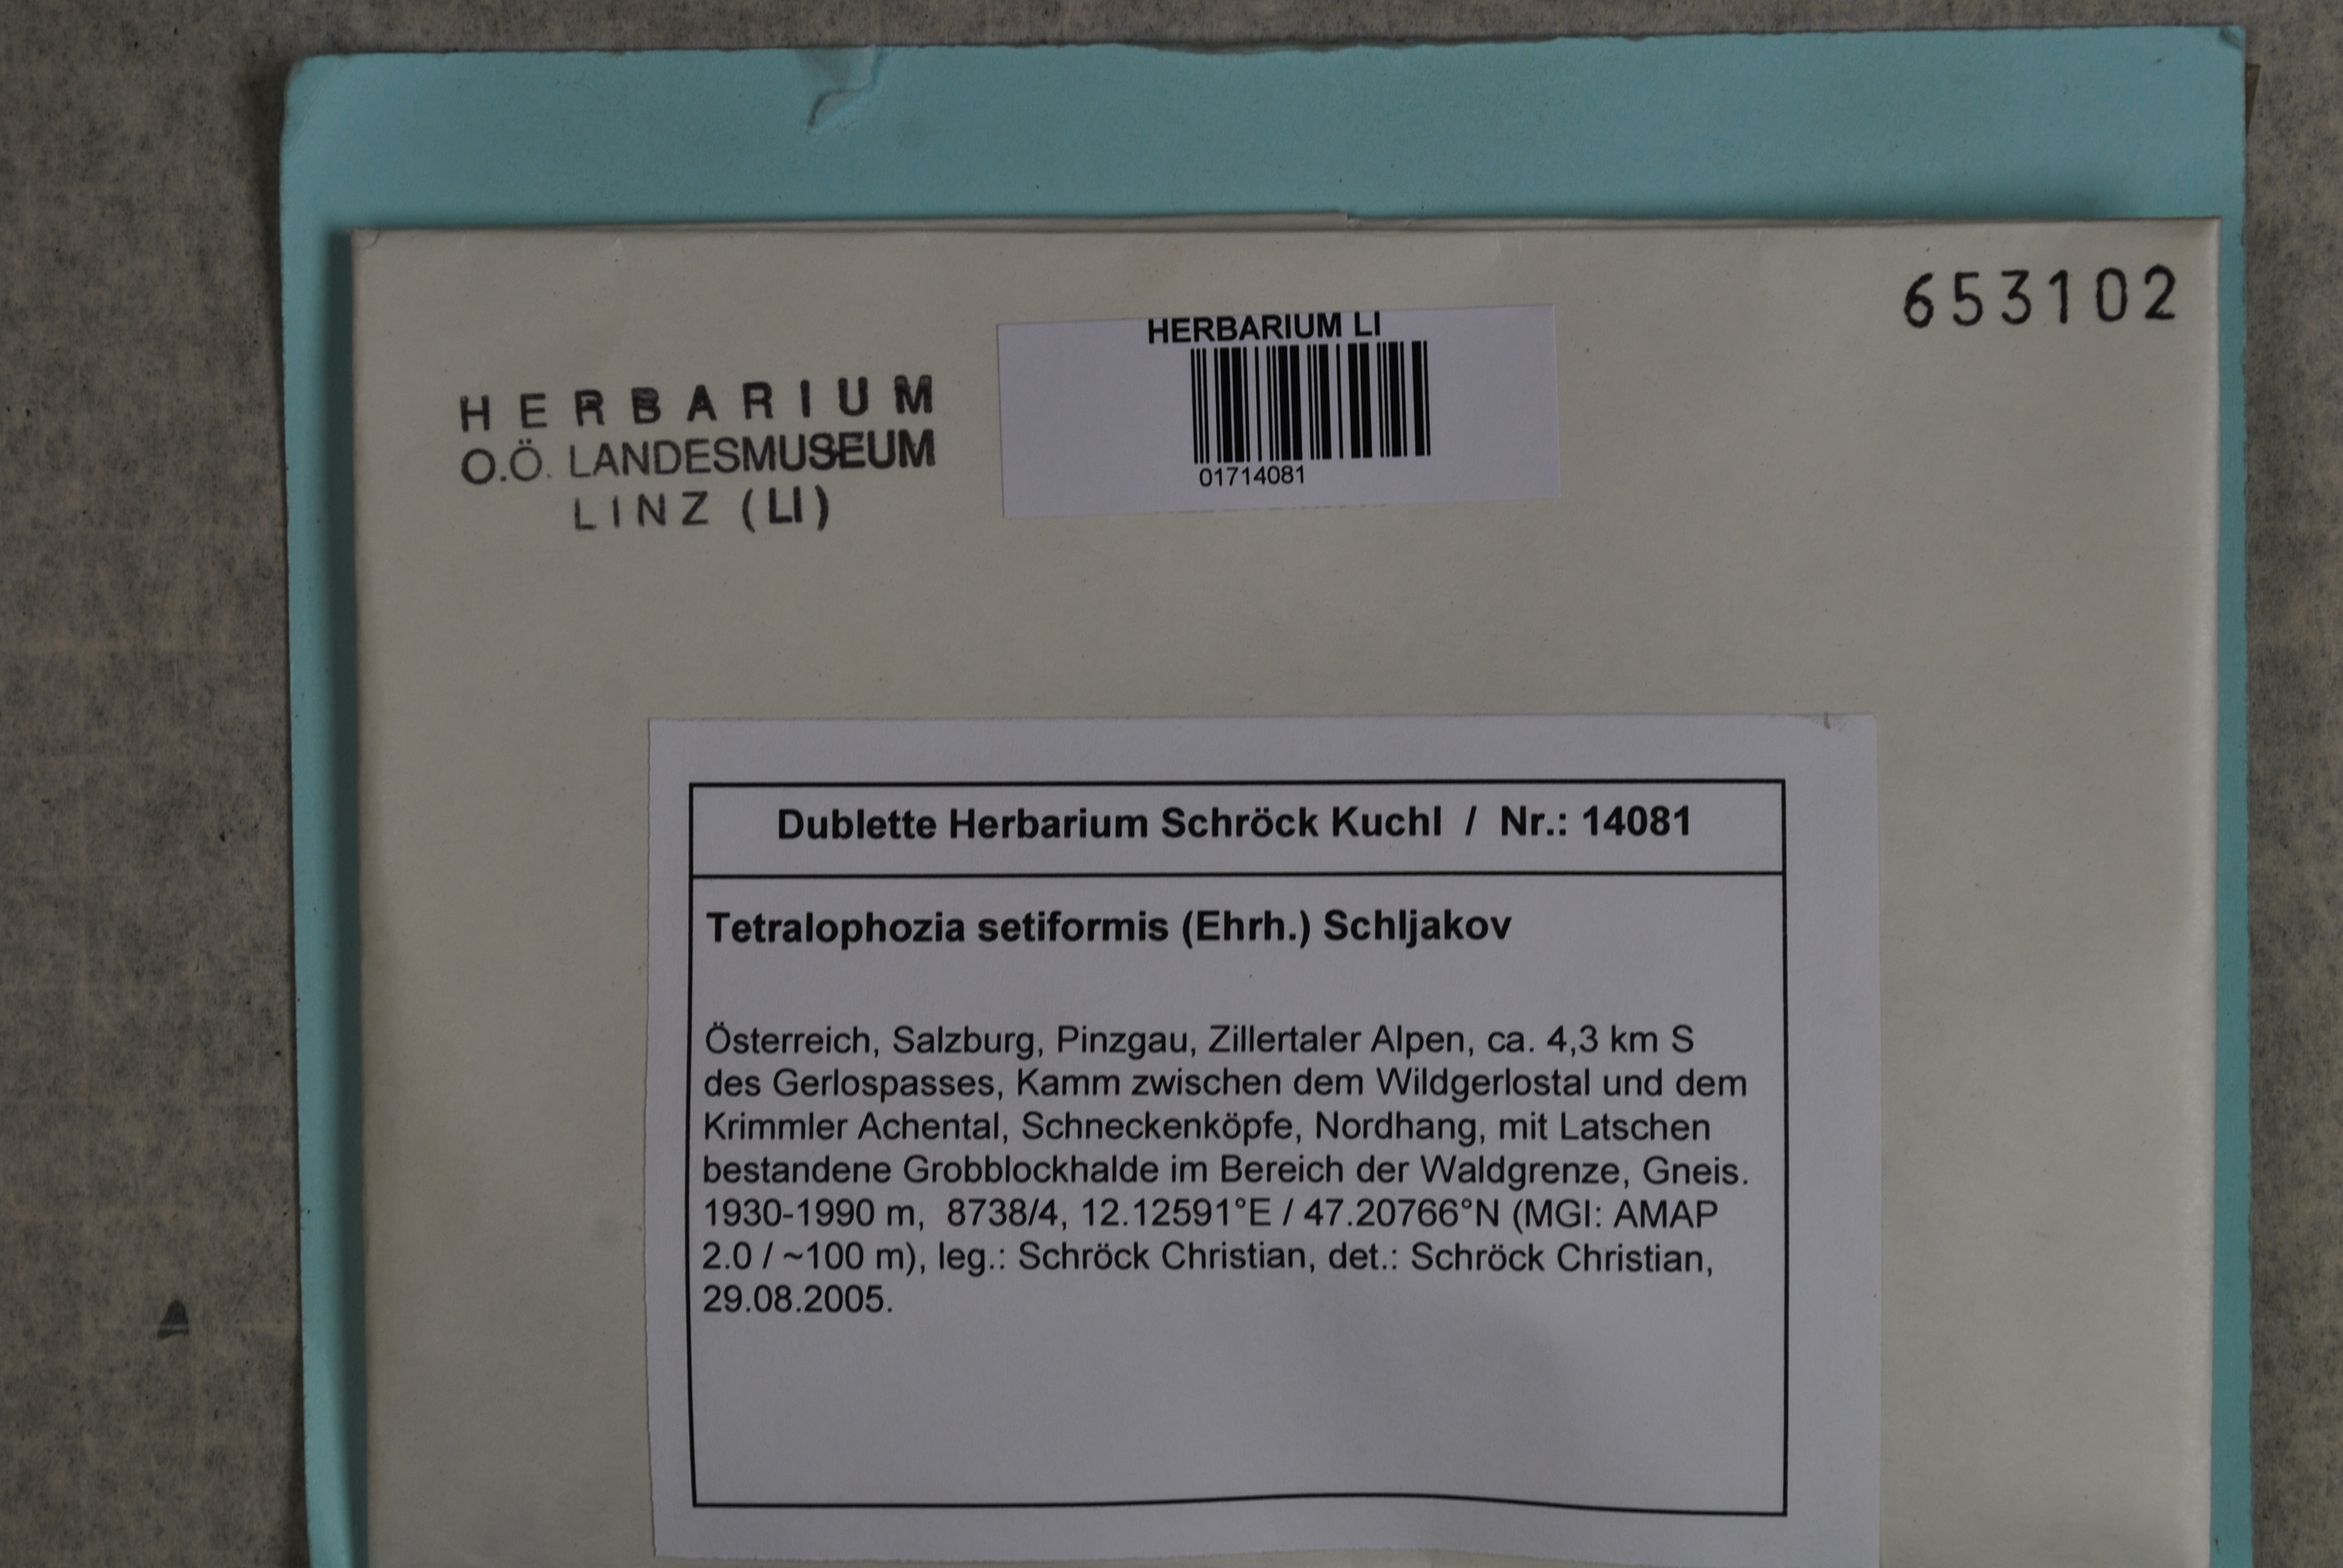 653102
HERBARIUM LI
01714081
HERBARIUM
O.Ö. LANDESMUSEUM
LINZ (LI)
Dublette Herbarium Schröck Kuchl / Nr.: 14081
Tetralophozia setiformis (Ehrh.) Schljakov
Österreich, Salzburg, Pinzgau, Zillertaler Alpen, ca. 4,3 km S
des Gerlospasses, Kamm zwischen dem Wildgerlostal und dem
Krimmler Achental, Schneckenköpfe, Nordhang, mit Latschen
bestandene Grobblockhalde im Bereich der Waldgrenze, Gneis.
1930-1990 m, 8738/4, 12.12591°E / 47.20766°N (MGI: AMAP
2.0 / ~100 m), leg.: Schröck Christian, det.: Schröck Christian,
29.08.2005.